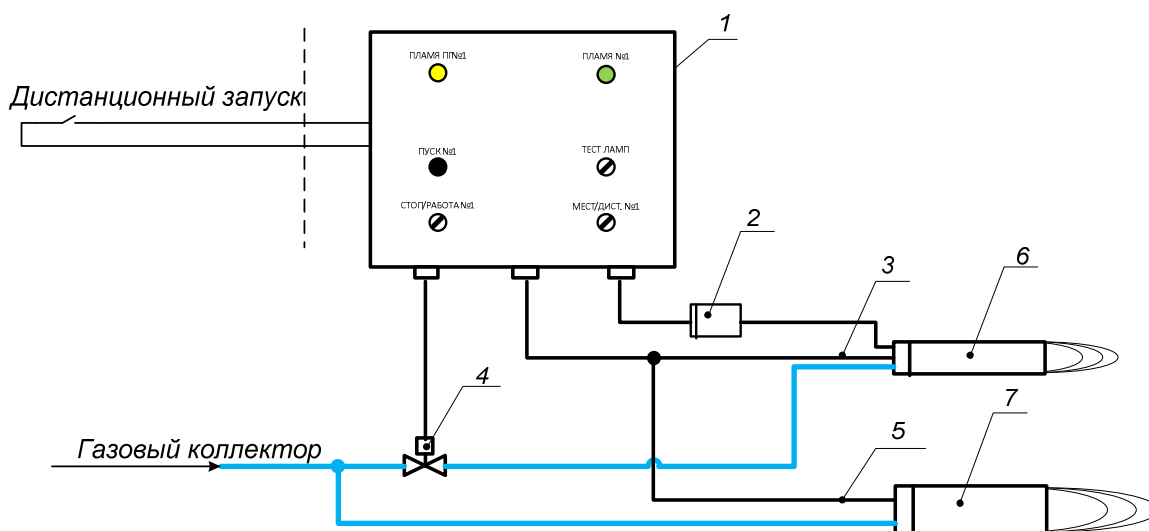 1
ПЛАМЯ ПГ№1
ПЛАМЯ №1
Дистанционный запуск
ПУСК №1
ТЕСТ ЛАМП
СТОП/РАБОТА №1
МЕСТ/ДИСТ. №1
2
3
6
4
7
Газовый коллектор
5